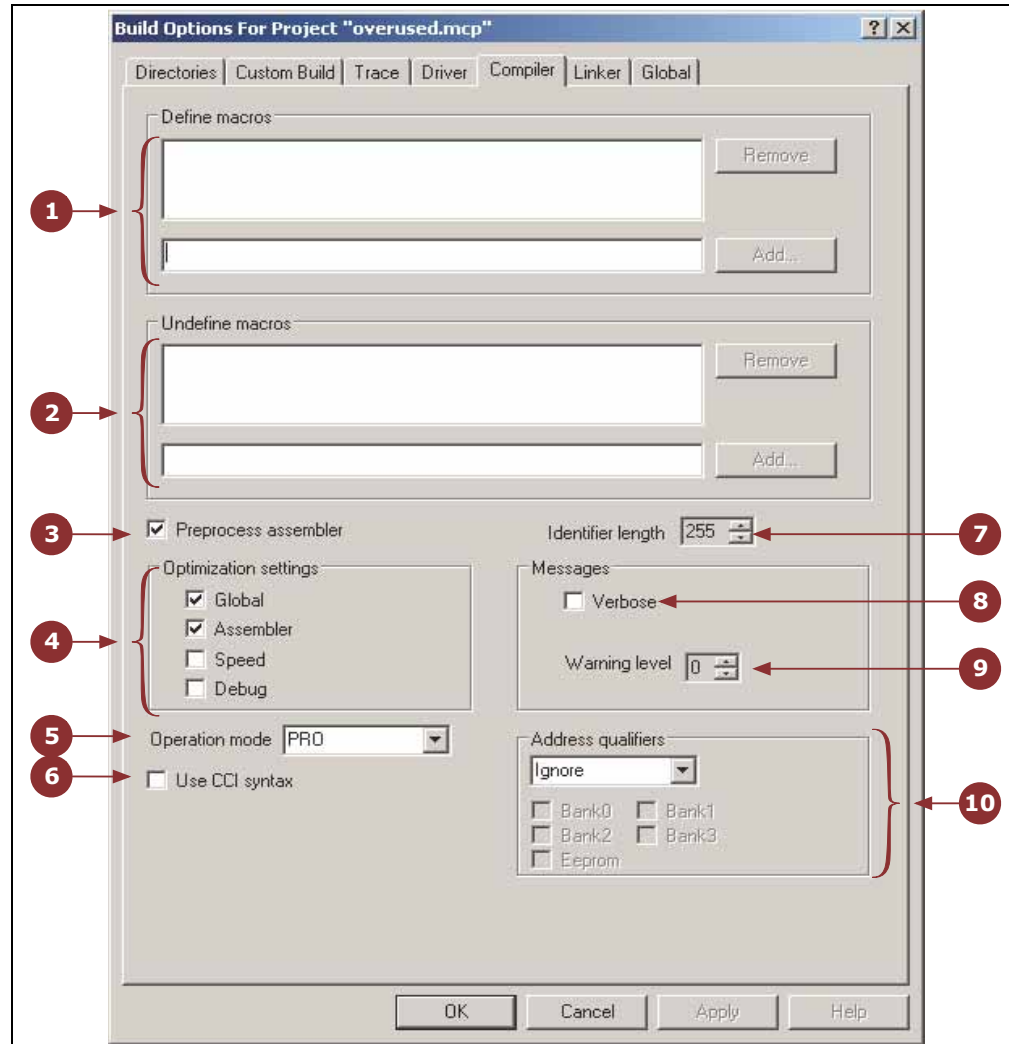 Build Options For Project "overused.mcp"
Directories Custom Build Trace Driver Compiler Linker Global
Define macros
Remove
1
Add...
Undefine macros
Remove
2
Add...
3 Preprocess assembler Identifier length 255 7
Optimization settings Messages
Global Verbose 8
Assembler
4
Speed Warning level 0 9
Debug
5 Operation mode PRO Address qualifiers
6 Use CCI syntax Ignore
10
Bank0 Bank1
Bank2 Bank3
Eeprom
OK Cancel Apply Help